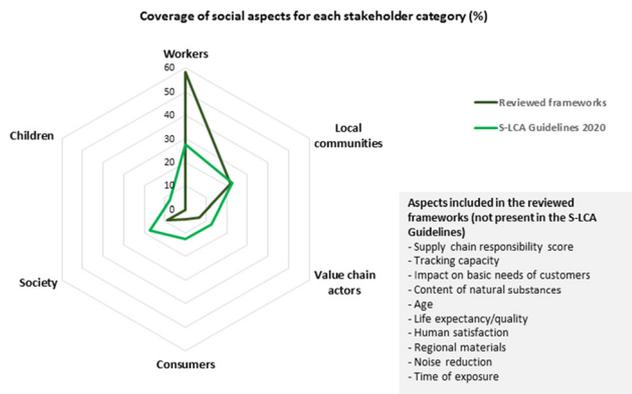 Coverage of social aspects for each stakeholder category (%)
Workers
60
50
40
30
20
10
0
Children
Local
communities
Society
Value chain
actors
Consumers
Reviewed frameworks
S-LCA Guidelines 2020
Aspects included in the reviewed
frameworks (not present in the S-LCA
Guidelines)
- Supply chain responsibility score
- Tracking capacity
- Impact on basic needs of customers
- Content of natural substances
- Age
- Life expectancy/quality
- Human satisfaction
- Regional materials
- Noise reduction
- Time of exposure